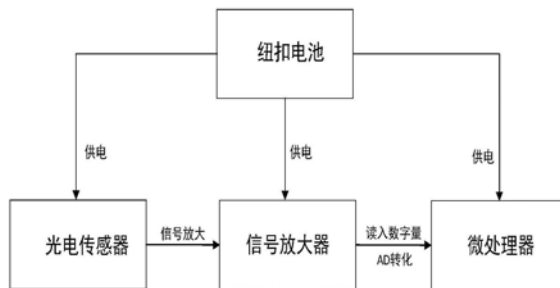 纽扣电池
供电
供电
供电
光电传感器
信号放大
信号放大器
读入数字量
AD转化
微处理器